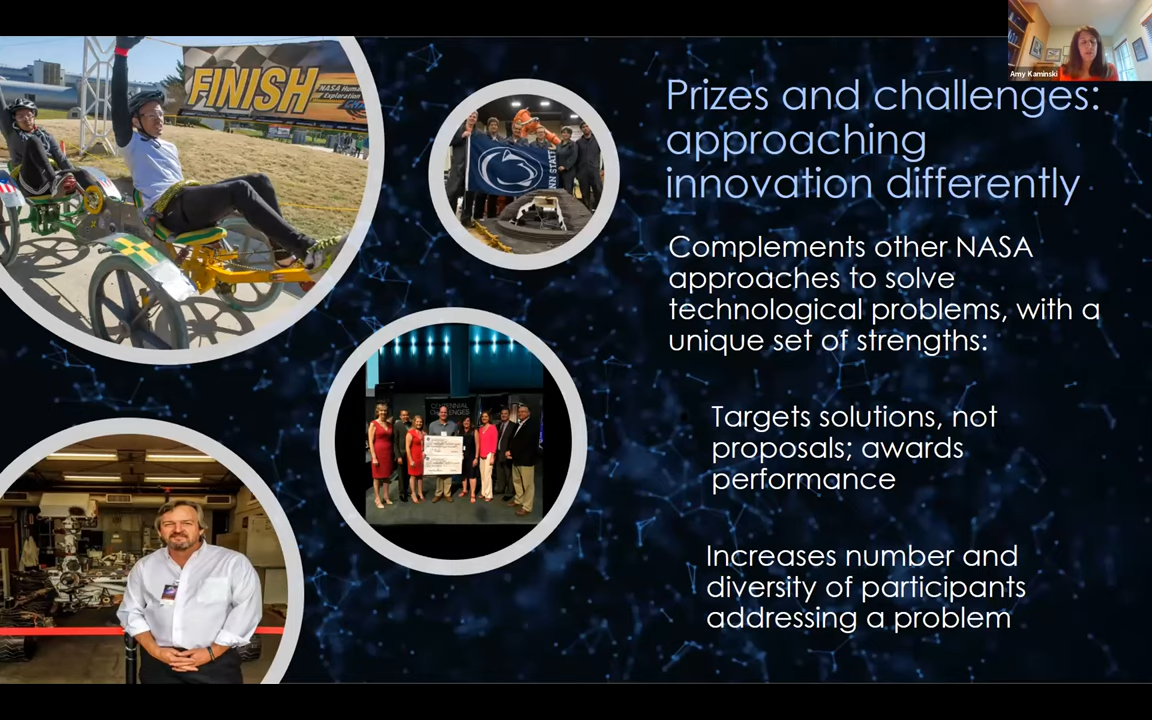 Amy Kaminski
FINISH
NASA Human
Exploration
PENN STATE
CENTENNIAL
CHALLENGES
Prizes and challenges:
approaching
innovation differently
Complements other NASA
approaches to solve
technological problems, with a
unique set of strengths:
Targets solutions, not
proposals; awards
performance
Increases number and
diversity of participants
addressing a problem